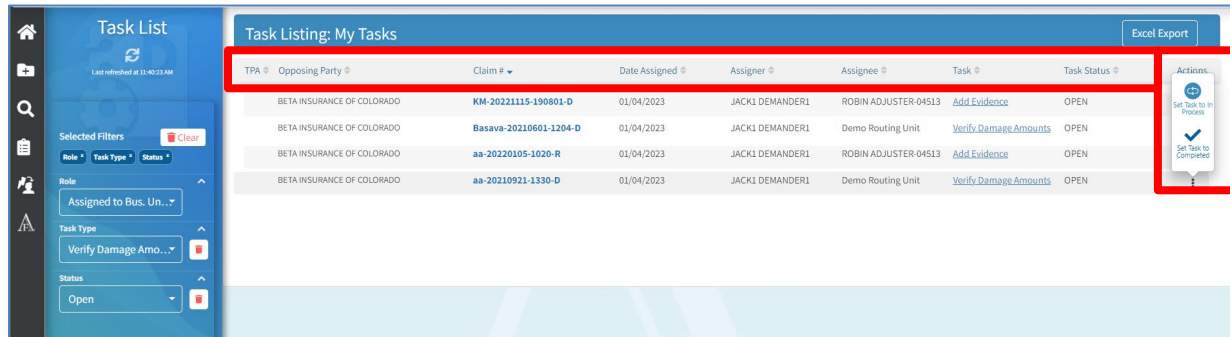 Task List
Last refreshed at 11:40:23 AM
Selected Filters Clear
Role x Task Type x Status x
Role
Assigned to Bus. Un...
Task Type
Verify Damage Amo...
Status
Open
Task Listing: My Tasks Excel Export
TPA Opposing Party Claim # Date Assigned Assigner Assignee Task Task Status Actions
BETA INSURANCE OF COLORADO KM-20221115-190801-D 01/04/2023 JACK1 DEMANDER1 ROBIN ADJUSTER-04513 Add Evidence OPEN
BETA INSURANCE OF COLORADO Basava-20210601-1204-D 01/04/2023 JACK1 DEMANDER1 Demo Routing Unit Verify Damage Amounts OPEN
BETA INSURANCE OF COLORADO aa-20220105-1020-R 01/04/2023 JACK1 DEMANDER1 ROBIN ADJUSTER-04513 Add Evidence OPEN
BETA INSURANCE OF COLORADO aa-20210921-1330-D 01/04/2023 JACK1 DEMANDER1 Demo Routing Unit Verify Damage Amounts OPEN
Set Task to In
Process
Set Task to
Completed